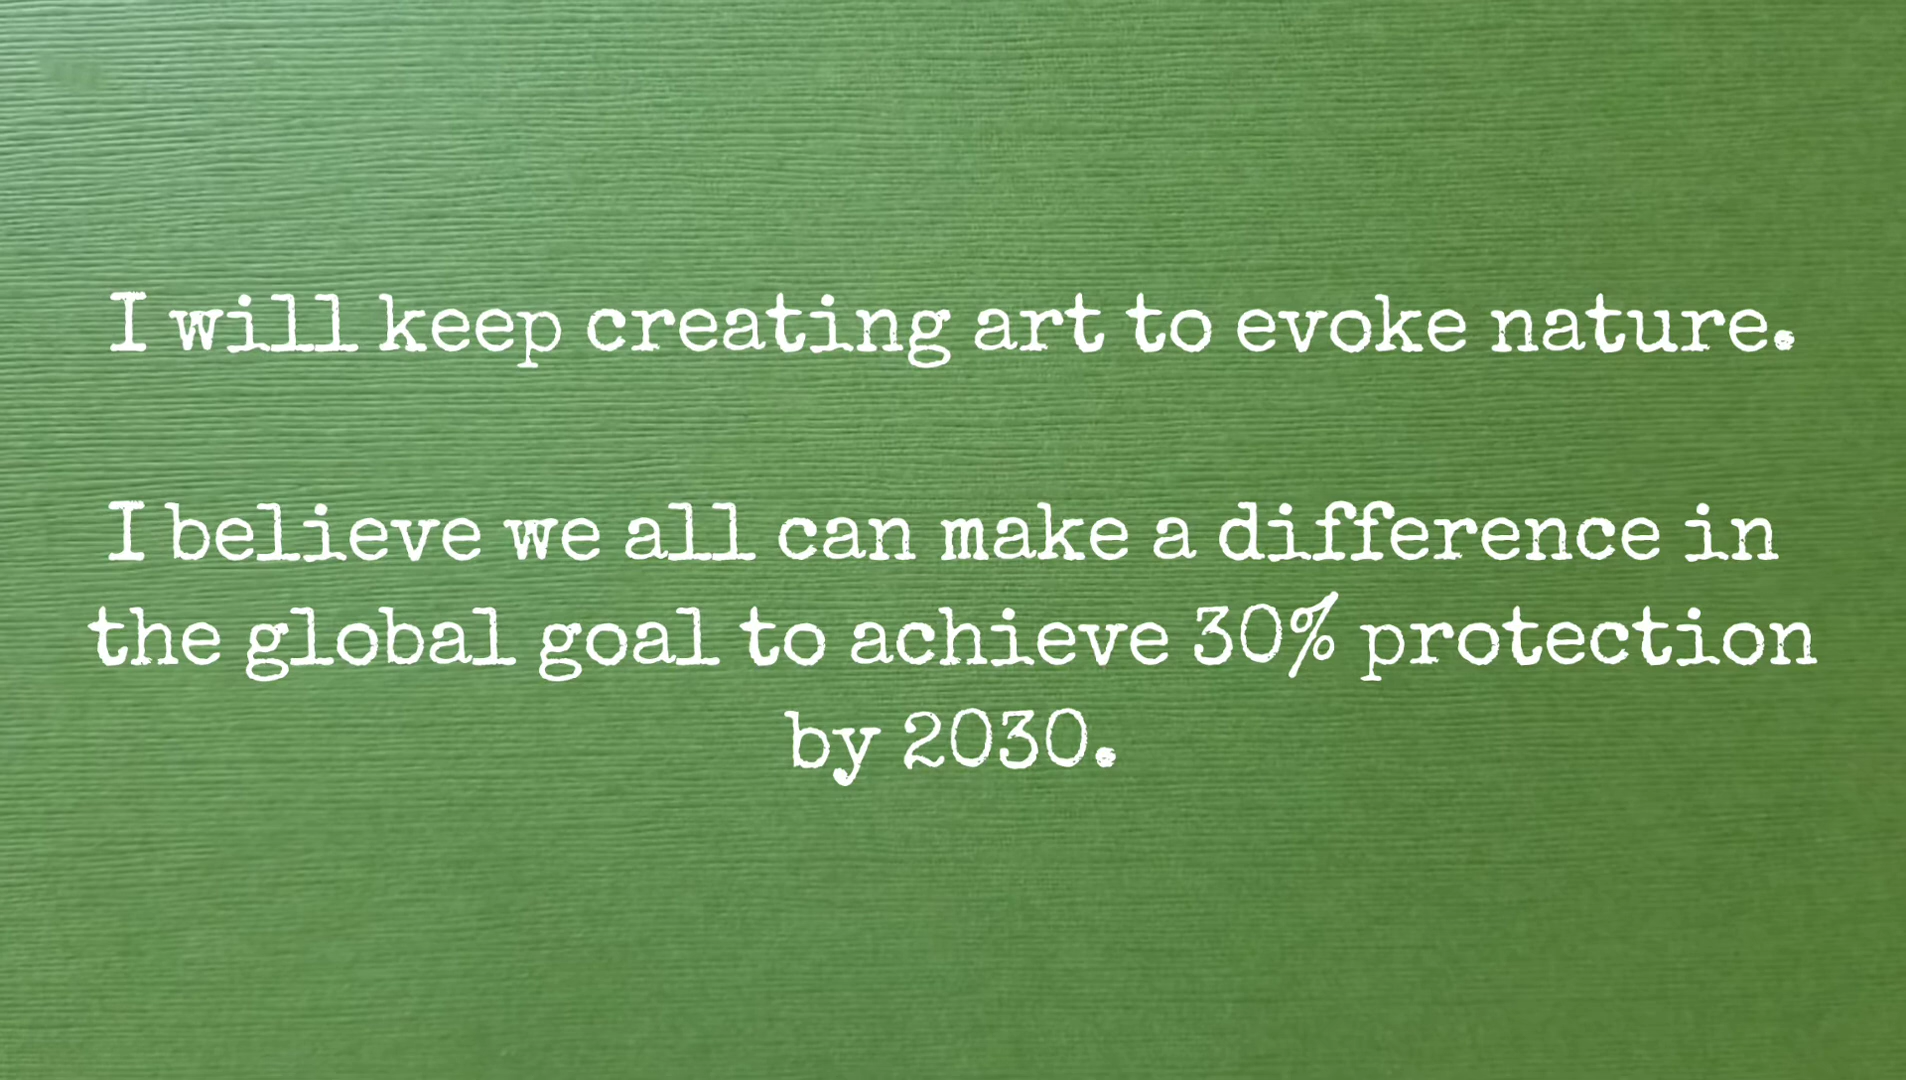 I will keep creating art to evoke nature.
I believe we all can make a difference in
the global goal to achieve 30% protection
by 2030.